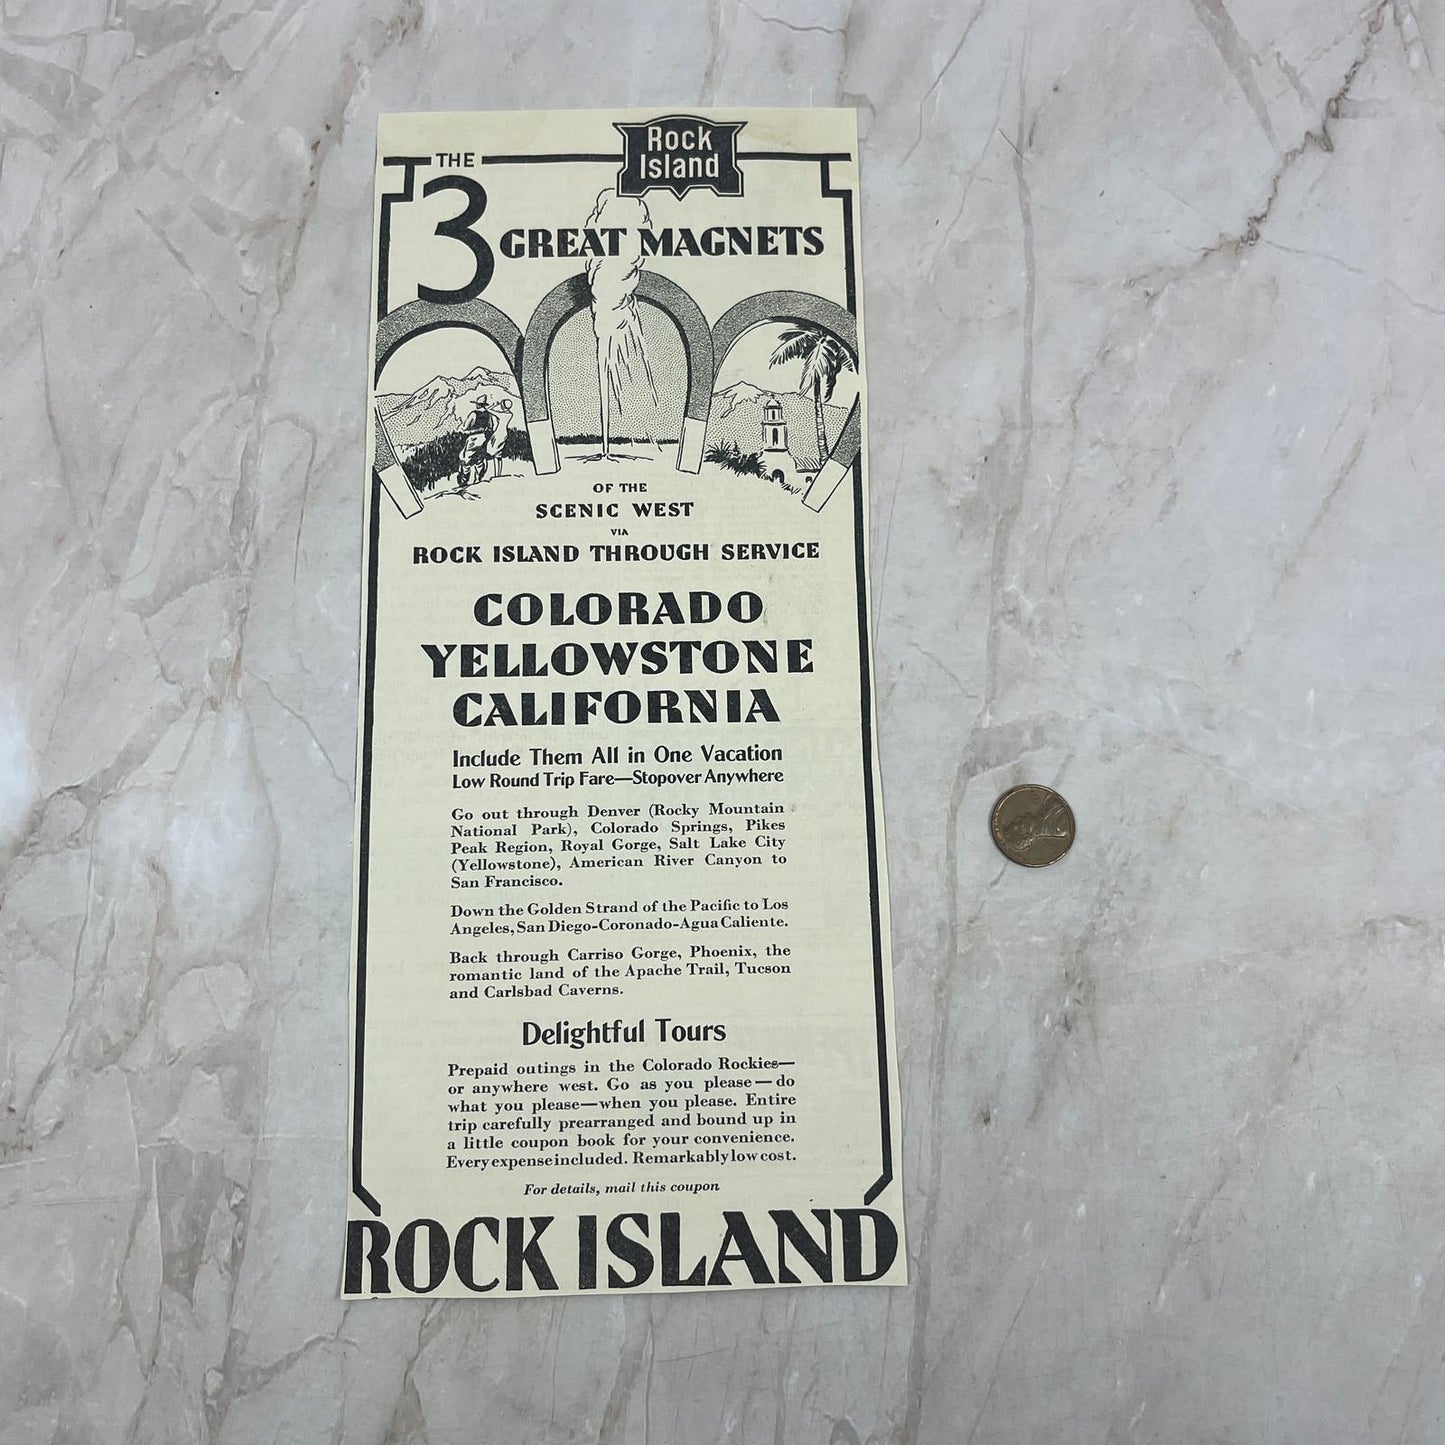 Rock
Island
THE
3 GREAT MAGNETS
OF THE
SCENIC WEST
VIA
ROCK ISLAND THROUGH SERVICE
COLORADO
YELLOWSTONE
CALIFORNIA
Include Them All in One Vacation
Low Round Trip Fare—Stopover Anywhere
Go out through Denver (Rocky Mountain
National Park), Colorado Springs, Pikes
Peak Region, Royal Gorge, Salt Lake City
(Yellowstone), American River Canyon to
San Francisco.
Down the Golden Strand of the Pacific to Los
Angeles, San Diego-Coronado-Agua Caliente.
Back through Carriso Gorge, Phoenix, the
romantic land of the Apache Trail, Tucson
and Carlsbad Caverns.
Delightful Tours
Prepaid outings in the Colorado Rockies—
or anywhere west. Go as you please—do
what you please—when you please. Entire
trip carefully prearranged and bound up in
a little coupon book for your convenience.
Every expense included. Remarkably low cost.
For details, mail this coupon
ROCK ISLAND